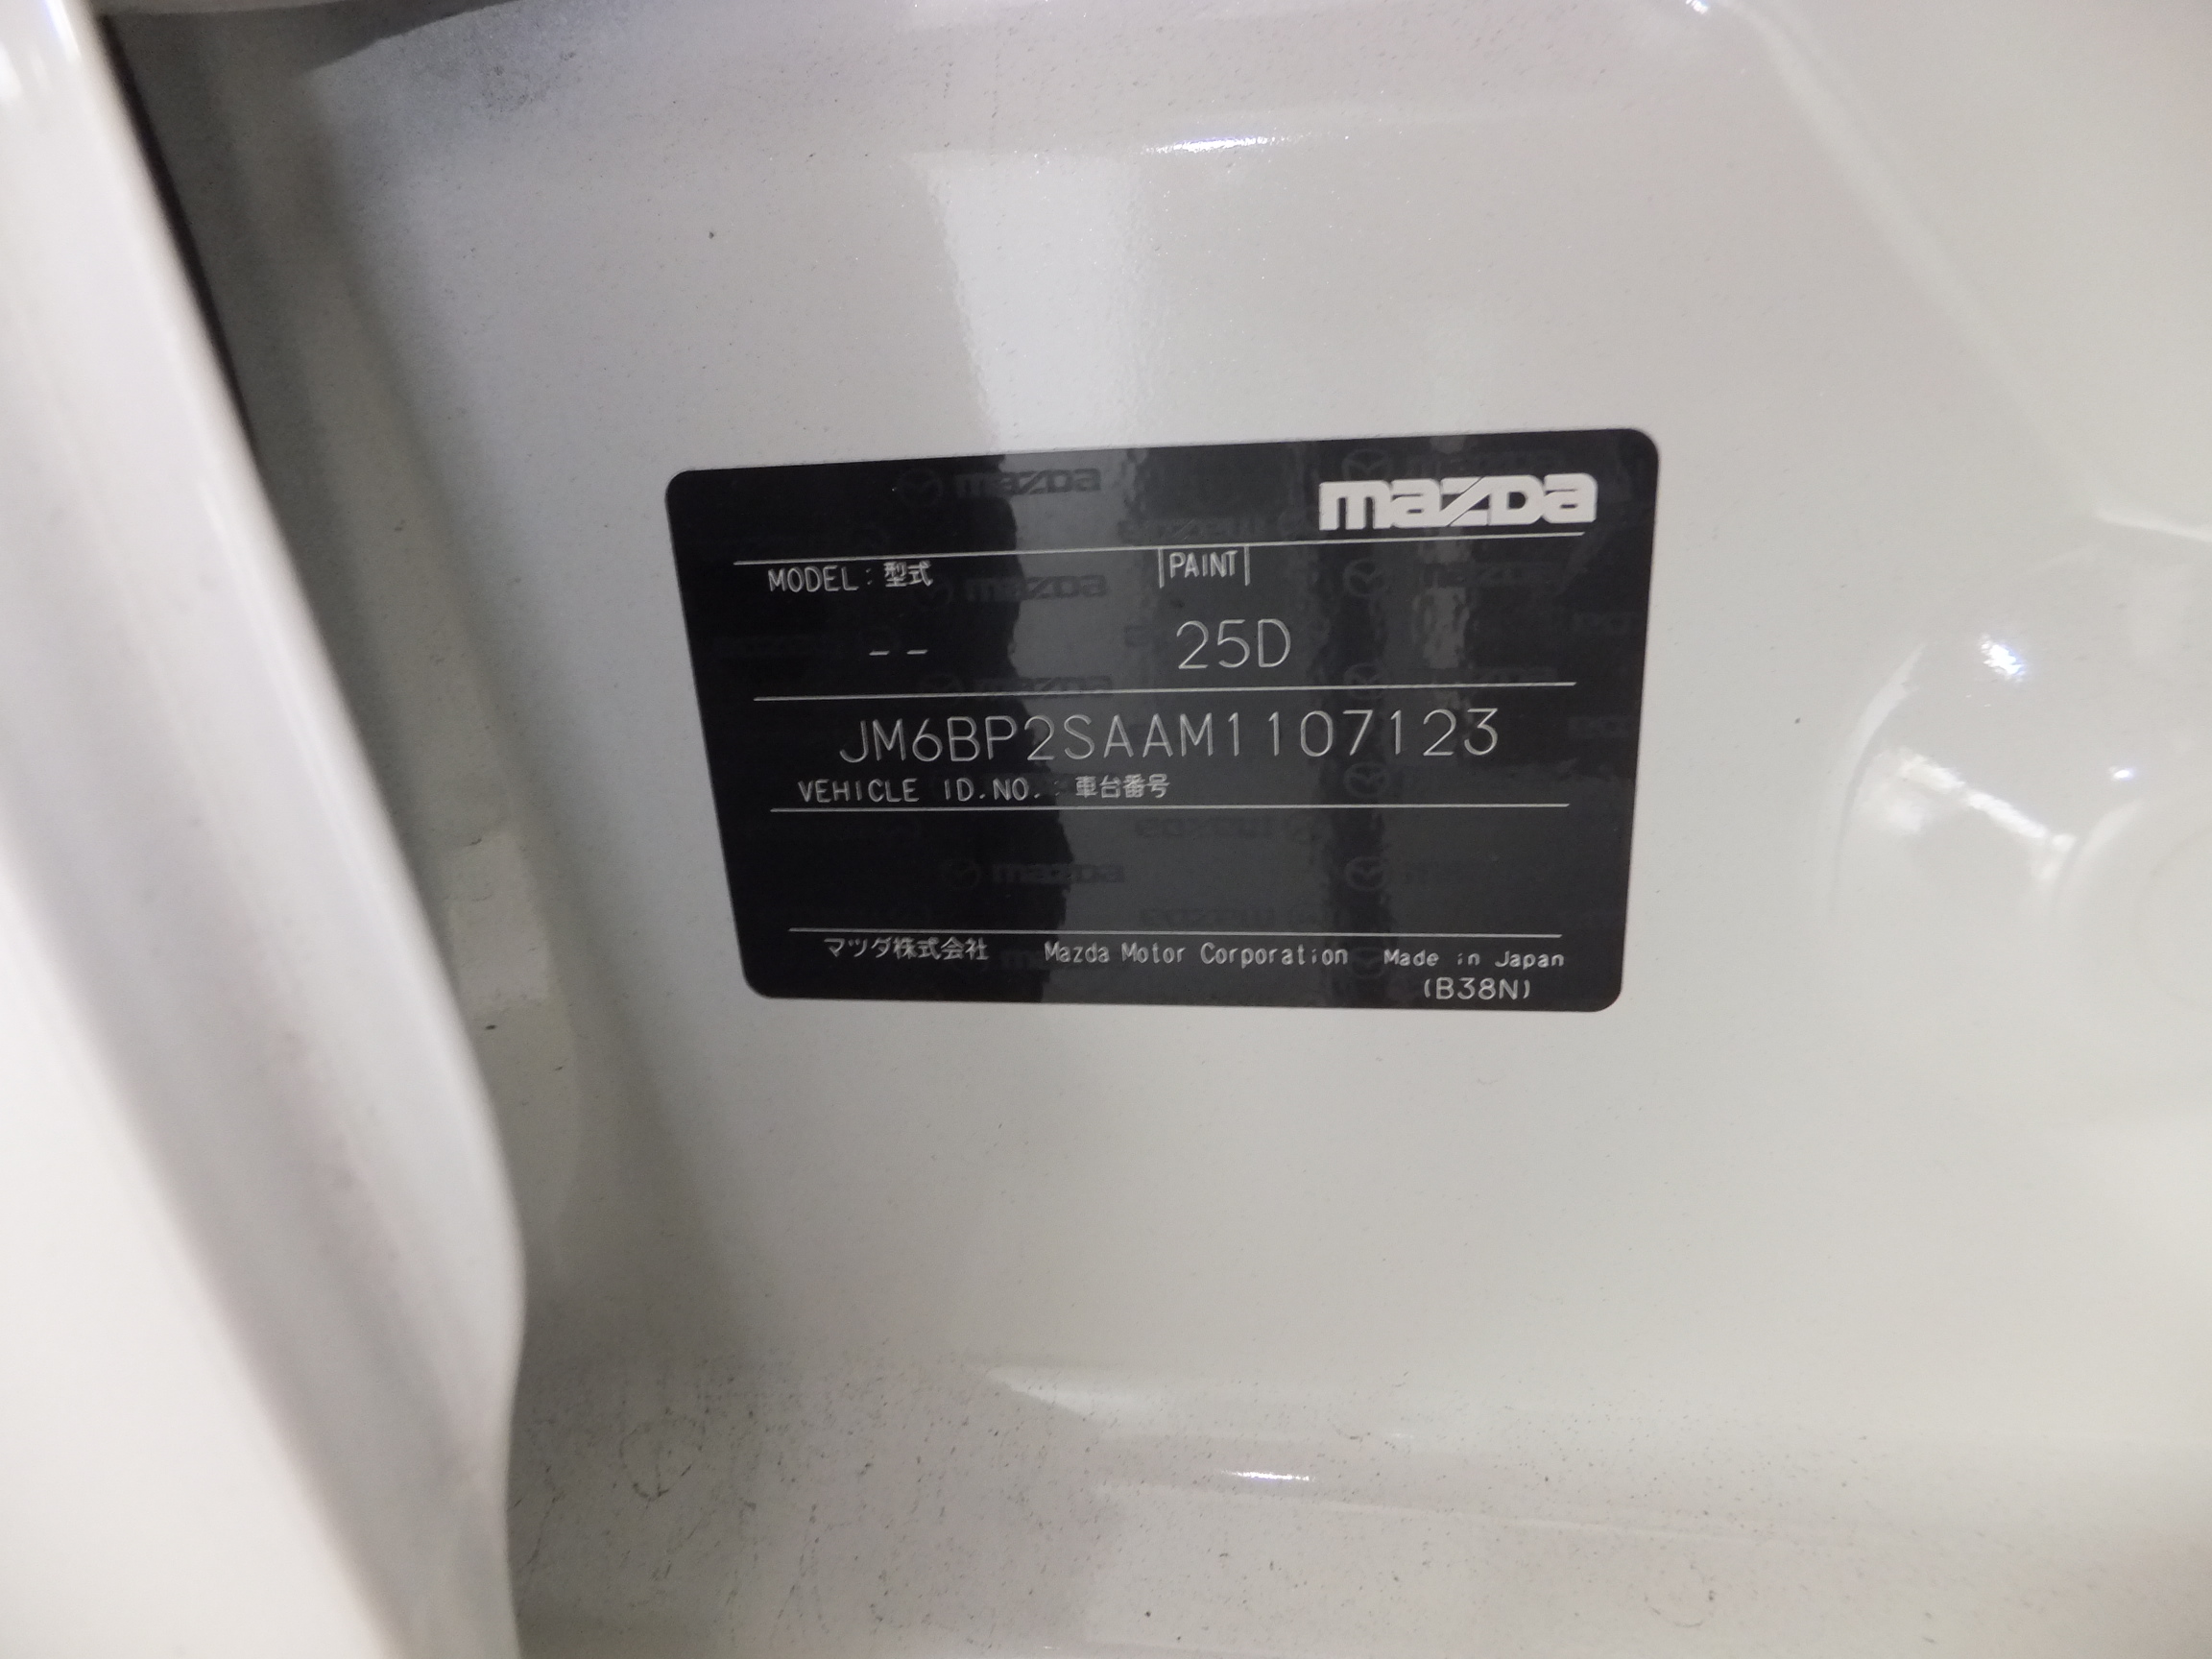 mazda
MODEL : 型式 PAINT
-- 25D
JM6BP2SAAM1107123
VEHICLE ID.NO. : 車台番号
マツダ株式会社 Mazda Motor Corporation Made in Japan
(B38N)